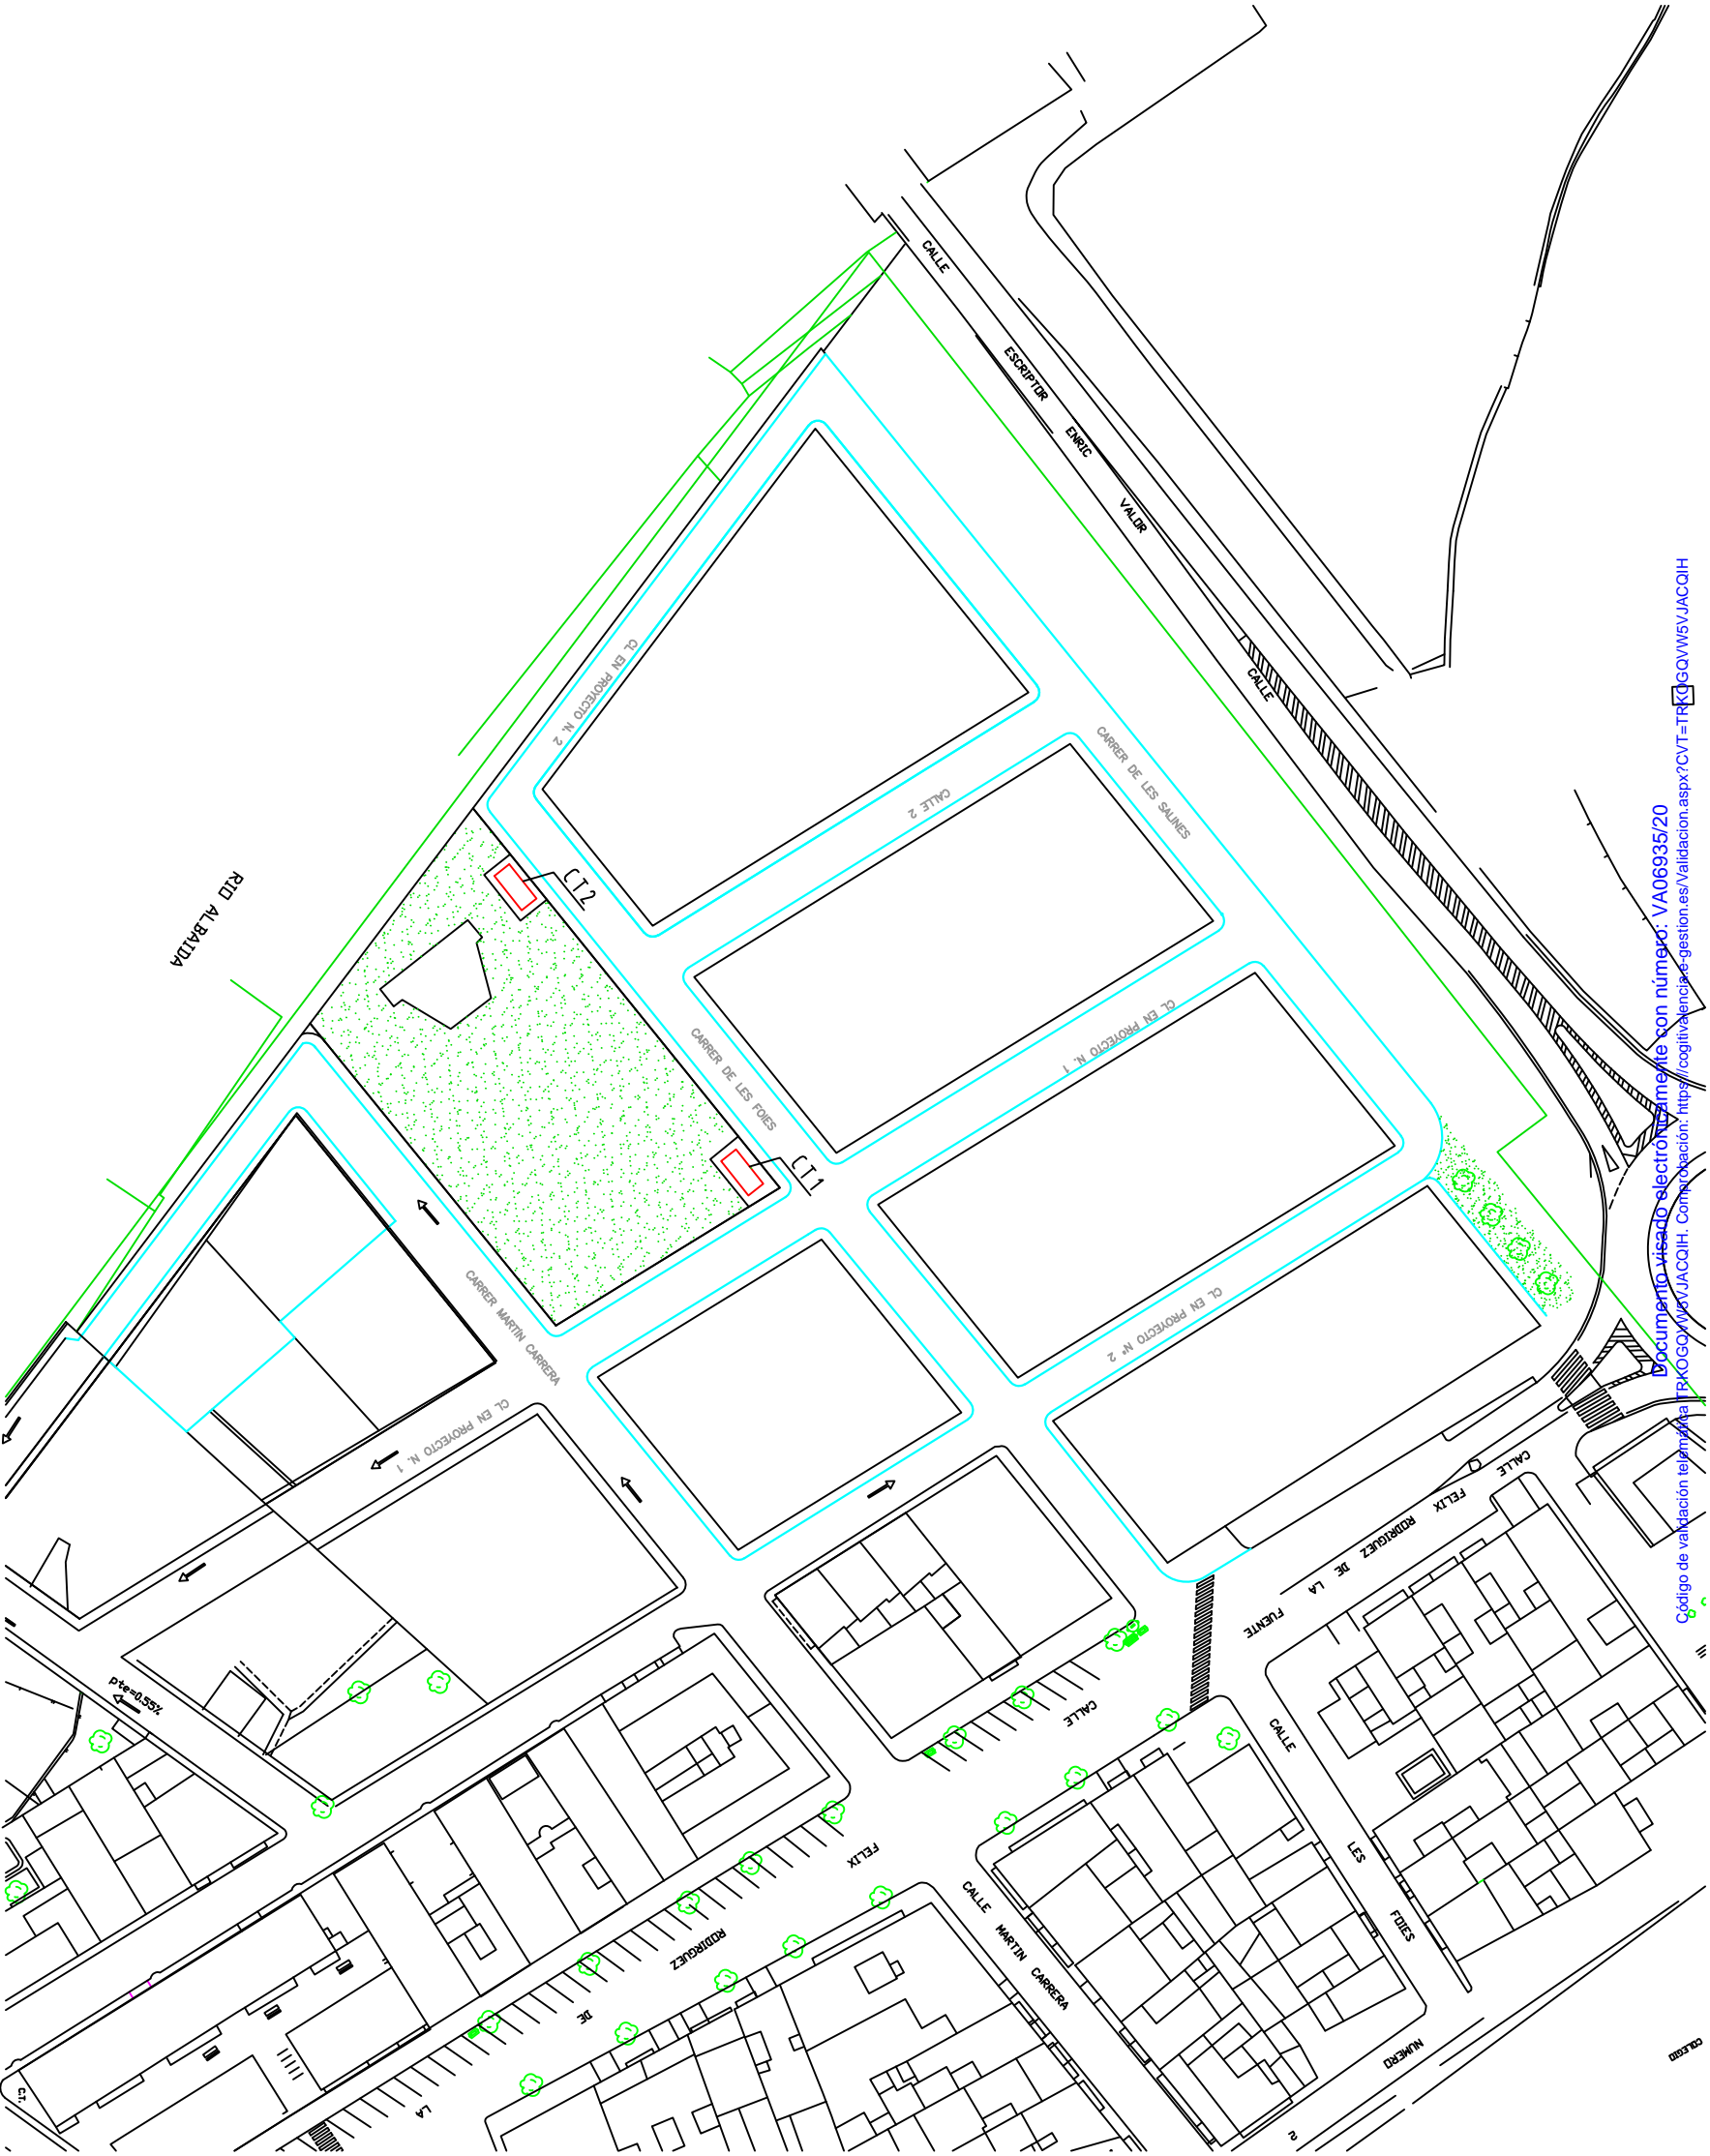 CALLE
ESCRIPTOR
ENRIC
VALOR
CALLE
CL EN PROYECTO N. 2
CARRER DE LES SALINES
CALLE 2
CT2
RIO ALBAIDA
CL EN PROYECTO N. 1
CARRER DE LES FOIES
CT1
CL EN PROYECTO Nº 2
CARRER MARTÍN CARRERA
CL EN PROYECTO N. 1
CALLE
FELIX
RODRIGUEZ
DE
LA
FUENTE
pte=0.55%
CALLE
FELIX
RODRIGUEZ
DE
LA
CALLE
LES
FOIES
CALLE
MARTIN
CARRERA
NUMERO
2
COLEGIO
C.T.
Documento visado electrónicamente con número: VA06935/20
Código de validación telemática TRKOGQVW5VJACQIH. Comprobación: https://cogitivalencia.e-gestion.es/Validacion.aspx?CVT=TRKOGQVW5VJACQIH